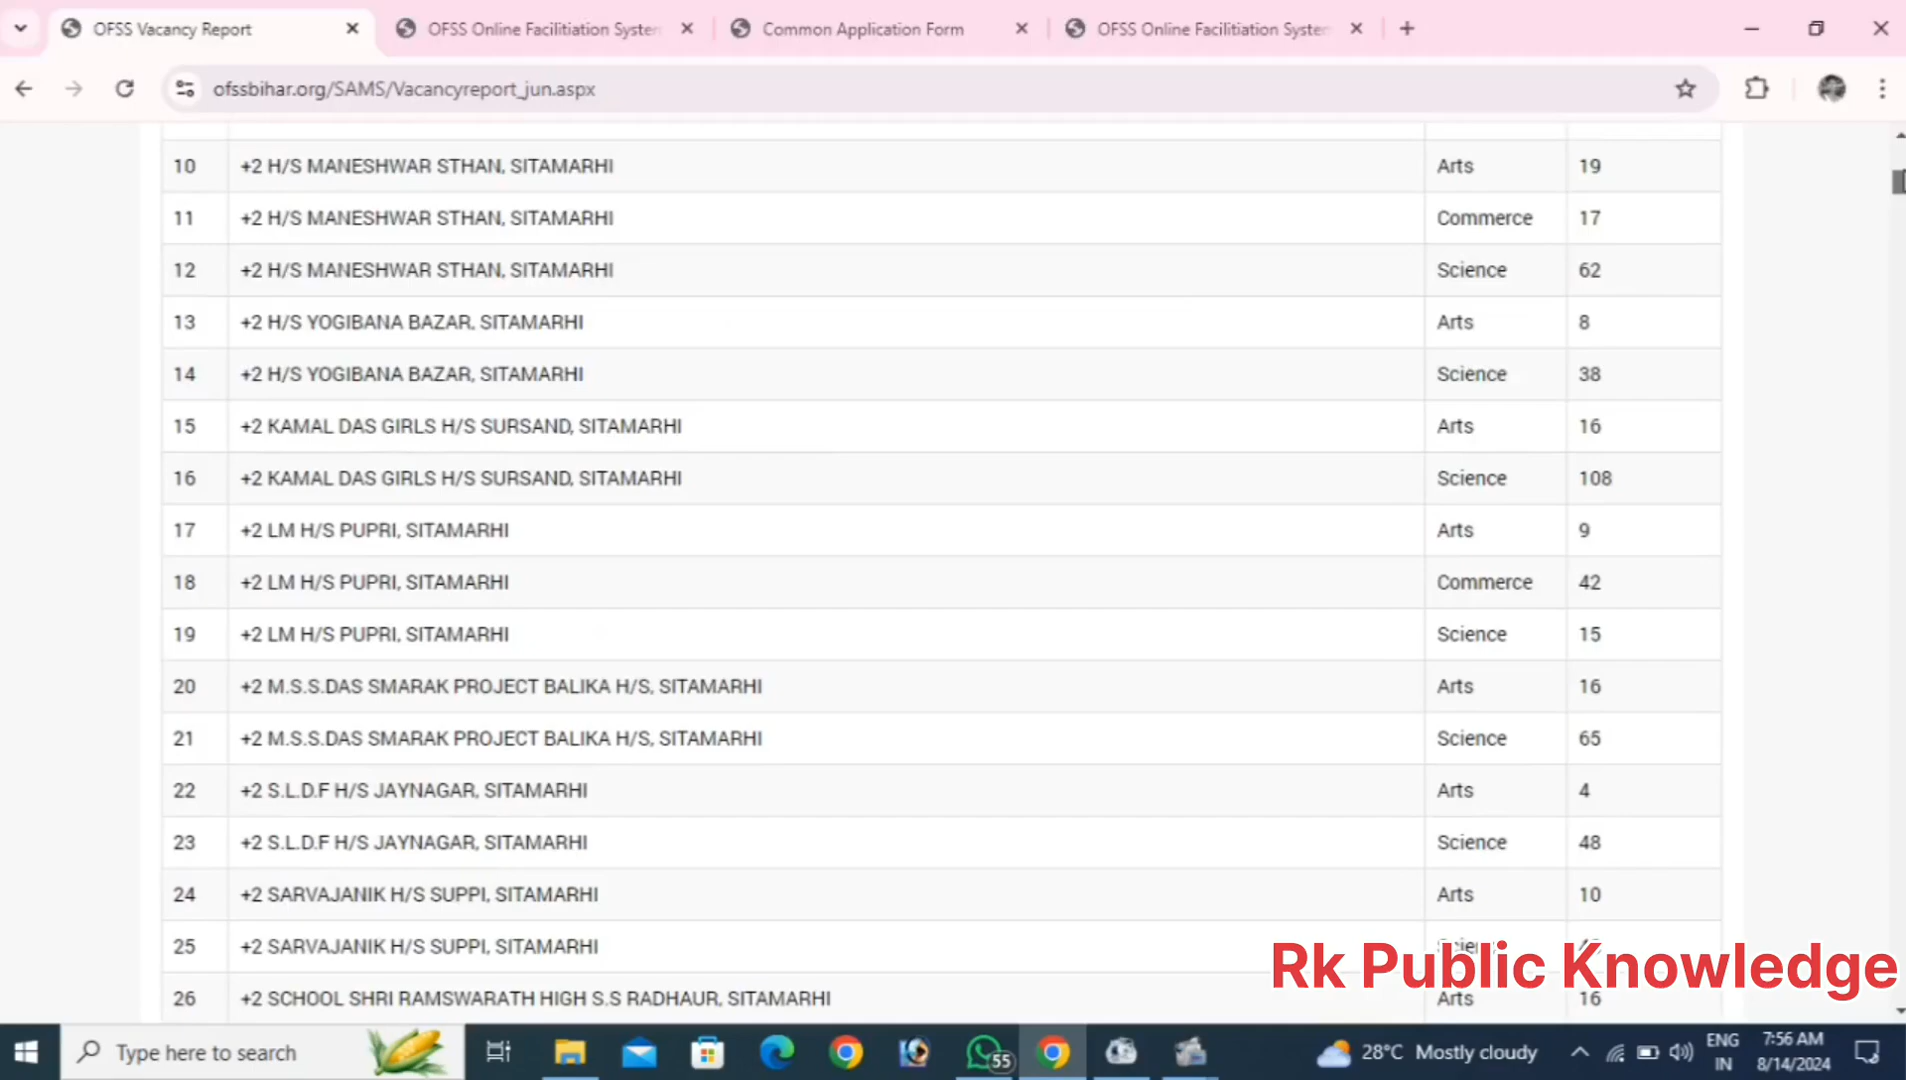 OFSS Vacancy Report
OFSS Online Facilitiation System
Common Application Form
OFSS Online Facilitiation System
ofssbihar.org/SAMS/Vacancyreport_jun.aspx
10 +2 H/S MANESHWAR STHAN, SITAMARHI Arts 19
11 +2 H/S MANESHWAR STHAN, SITAMARHI Commerce 17
12 +2 H/S MANESHWAR STHAN, SITAMARHI Science 62
13 +2 H/S YOGIBANA BAZAR, SITAMARHI Arts 8
14 +2 H/S YOGIBANA BAZAR, SITAMARHI Science 38
15 +2 KAMAL DAS GIRLS H/S SURSAND, SITAMARHI Arts 16
16 +2 KAMAL DAS GIRLS H/S SURSAND, SITAMARHI Science 108
17 +2 LM H/S PUPRI, SITAMARHI Arts 9
18 +2 LM H/S PUPRI, SITAMARHI Commerce 42
19 +2 LM H/S PUPRI, SITAMARHI Science 15
20 +2 M.S.S.DAS SMARAK PROJECT BALIKA H/S, SITAMARHI Arts 16
21 +2 M.S.S.DAS SMARAK PROJECT BALIKA H/S, SITAMARHI Science 65
22 +2 S.L.D.F H/S JAYNAGAR, SITAMARHI Arts 4
23 +2 S.L.D.F H/S JAYNAGAR, SITAMARHI Science 48
24 +2 SARVAJANIK H/S SUPPI, SITAMARHI Arts 10
25 +2 SARVAJANIK H/S SUPPI, SITAMARHI
Rk Public Knowledge
26 +2 SCHOOL SHRI RAMSWARATH HIGH S.S RADHAUR, SITAMARHI Arts 16
Type here to search
55
28°C Mostly cloudy
ENG
IN
7:56 AM
8/14/2024